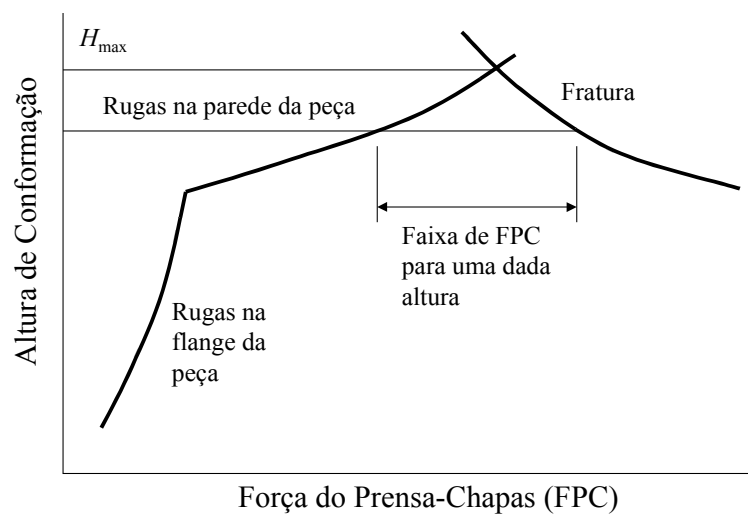 Hmax
Rugas na parede da peça
Fratura
Faixa de FPC
para uma dada
altura
Rugas na
flange da
peça
Altura de Conformação
Força do Prensa-Chapas (FPC)